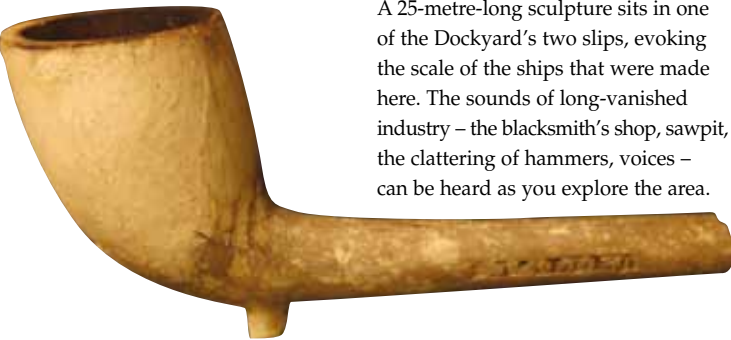 A 25-metre-long sculpture sits in one
of the Dockyard's two slips, evoking
the scale of the ships that were made
here. The sounds of long-vanished
industry – the blacksmith's shop, sawpit,
the clattering of hammers, voices –
can be heard as you explore the area.